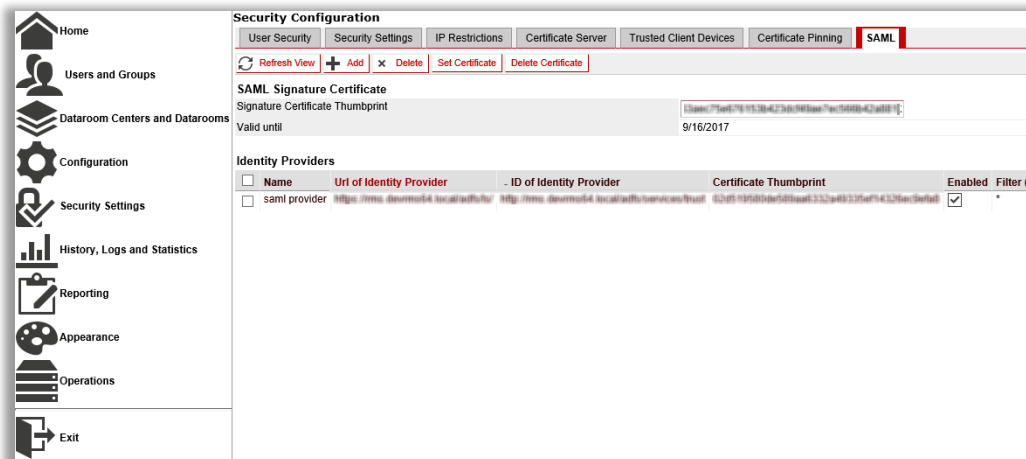 Home
Users and Groups
Dataroom Centers and Datarooms
Configuration
Security Settings
History, Logs and Statistics
Reporting
Appearance
Operations
Exit
Security Configuration
User Security Security Settings IP Restrictions Certificate Server Trusted Client Devices Certificate Pinning SAML
Refresh View Add Delete Set Certificate Delete Certificate
SAML Signature Certificate
Signature Certificate Thumbprint
Valid until 9/16/2017
Identity Providers
Name Url of Identity Provider - ID of Identity Provider Certificate Thumbprint Enabled Filter (
saml provider *